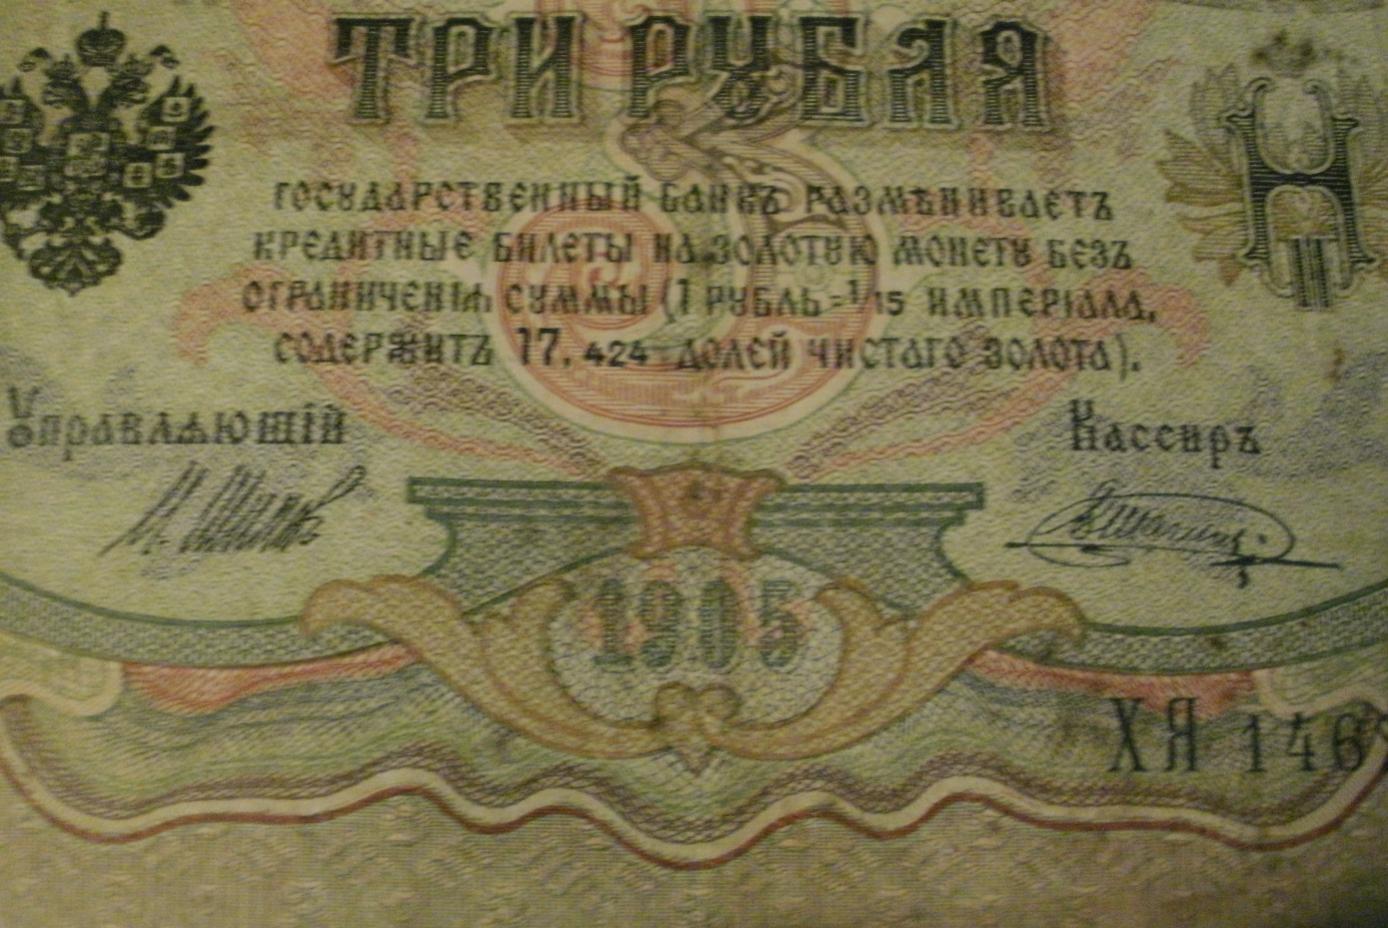 ТРИ РУБЛЯ
ГОСУДАРСТВЕННЫЙ БАНКЪ РАЗМѢНИВАЕТЪ
КРЕДИТНЫЕ БИЛЕТЫ НА ЗОЛОТУЮ МОНЕТУ БЕЗЪ
ОГРАНИЧЕНІЯ СУММЫ (1 РУБЛЬ = 1/15 ИМПЕРІАЛА,
СОДЕРЖИТЪ 17, 424 ДОЛЕЙ ЧИСТАГО ЗОЛОТА).
Управляющій
Кассиръ
1905
ХЯ 146